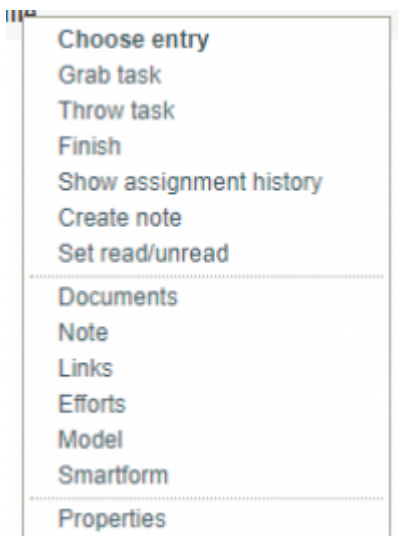 Choose entry
Grab task
Throw task
Finish
Show assignment history
Create note
Set read/unread
Documents
Note
Links
Efforts
Model
Smartform
Properties